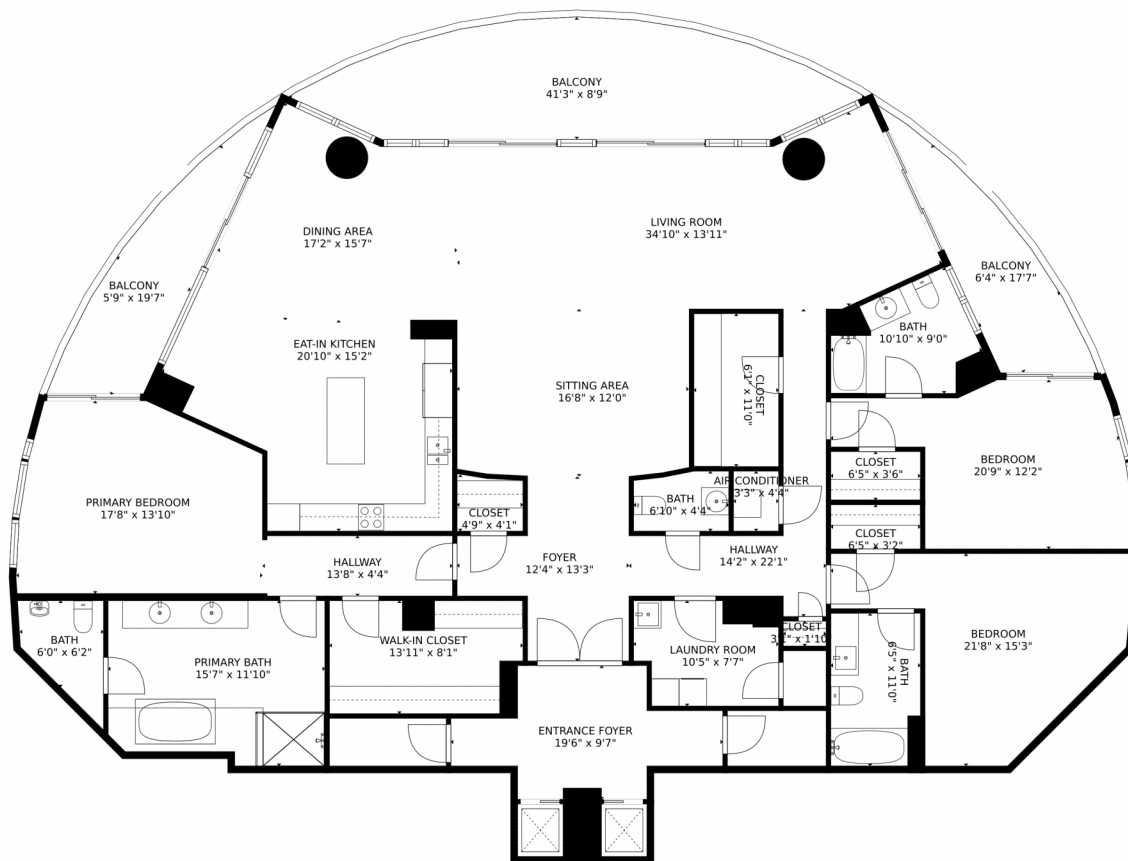 BALCONY
41'3" x 8'9"
DINING AREA
17'2" x 15'7"
LIVING ROOM
34'10" x 13'11"
BALCONY
5'9" x 19'7"
BALCONY
6'4" x 17'7"
BATH
10'10" x 9'0"
EAT-IN KITCHEN
20'10" x 15'2"
SITTING AREA
16'8" x 12'0"
CLOSET
6'1" x 11'0"
BEDROOM
20'9" x 12'2"
CLOSET
6'5" x 3'6"
AIR CONDITIONER
3'3" x 4'4"
PRIMARY BEDROOM
17'8" x 13'10"
CLOSET
4'9" x 4'1"
BATH
6'10" x 4'4"
CLOSET
6'5" x 3'2"
HALLWAY
13'8" x 4'4"
FOYER
12'4" x 13'3"
HALLWAY
14'2" x 22'1"
BATH
6'0" x 6'2"
PRIMARY BATH
15'7" x 11'10"
WALK-IN CLOSET
13'11" x 8'1"
LAUNDRY ROOM
10'5" x 7'7"
CLOSET
x 1'10"
BATH
6'5" x 11'0"
BEDROOM
21'8" x 15'3"
ENTRANCE FOYER
19'6" x 9'7"